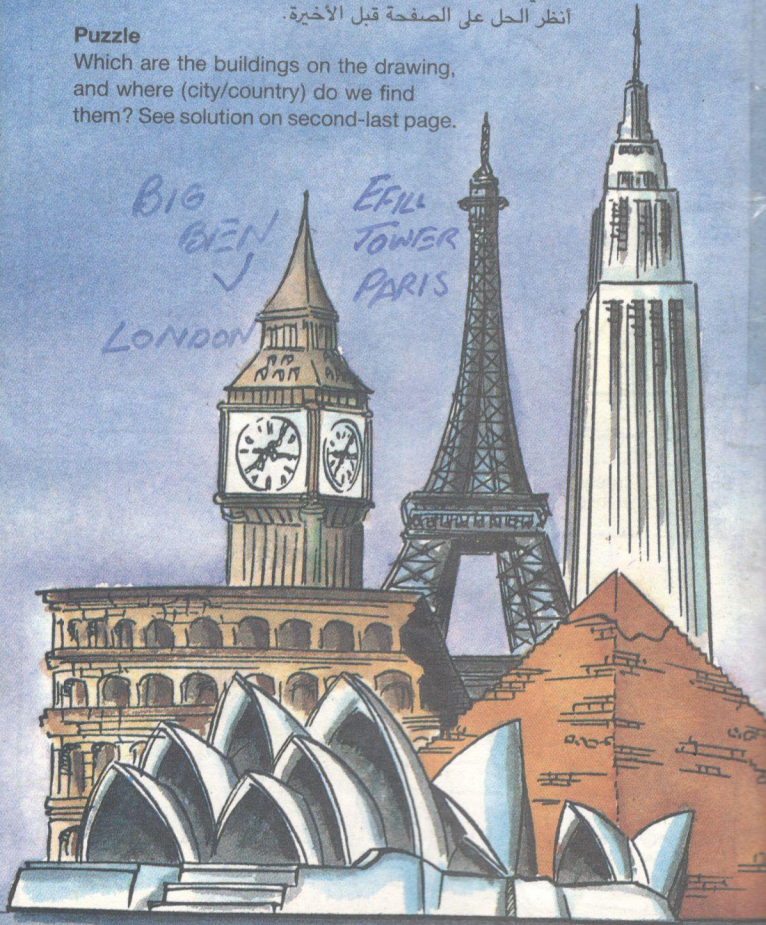 أنظر الحل على الصفحة قبل الأخيرة.
Puzzle
Which are the buildings on the drawing,
and where (city/country) do we find
them? See solution on second-last page.
BIG
BEN
LONDON
EFILL
TOWER
PARIS